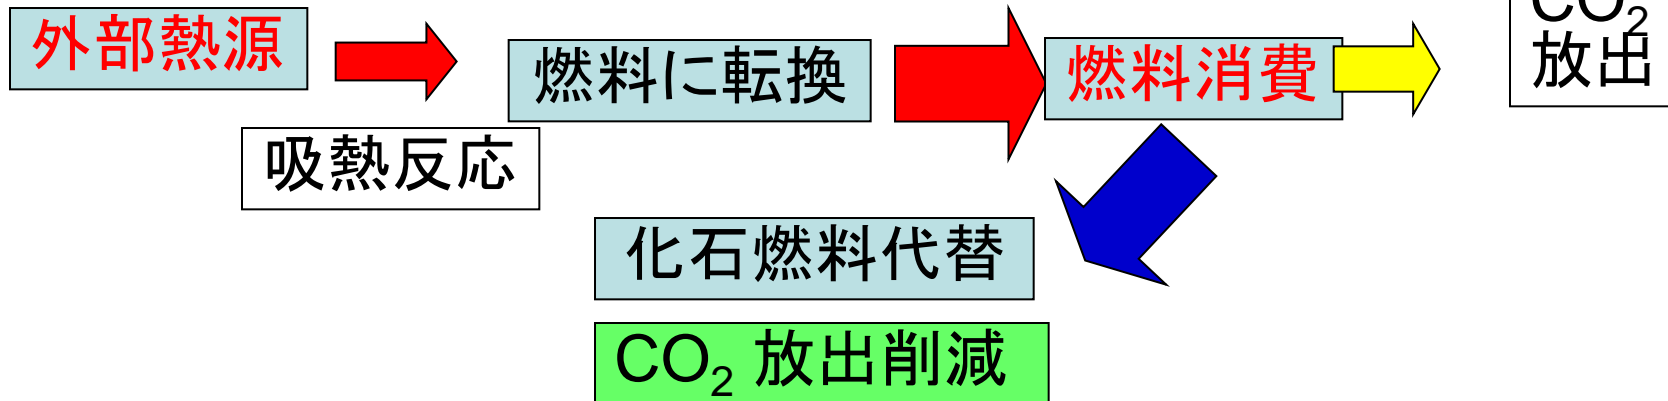 外部熱源
燃料に転換
燃料消費
CO₂
放出
吸熱反応
化石燃料代替
CO₂ 放出削減